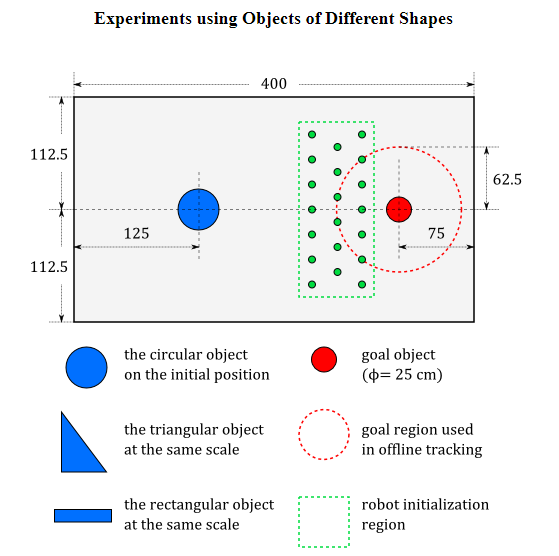 Experiments using Objects of Different Shapes
400
112.5
62.5
125
75
112.5
the circular object
on the initial position
goal object
(ϕ= 25 cm)
the triangular object
at the same scale
goal region used
in offline tracking
the rectangular object
at the same scale
robot initialization
region